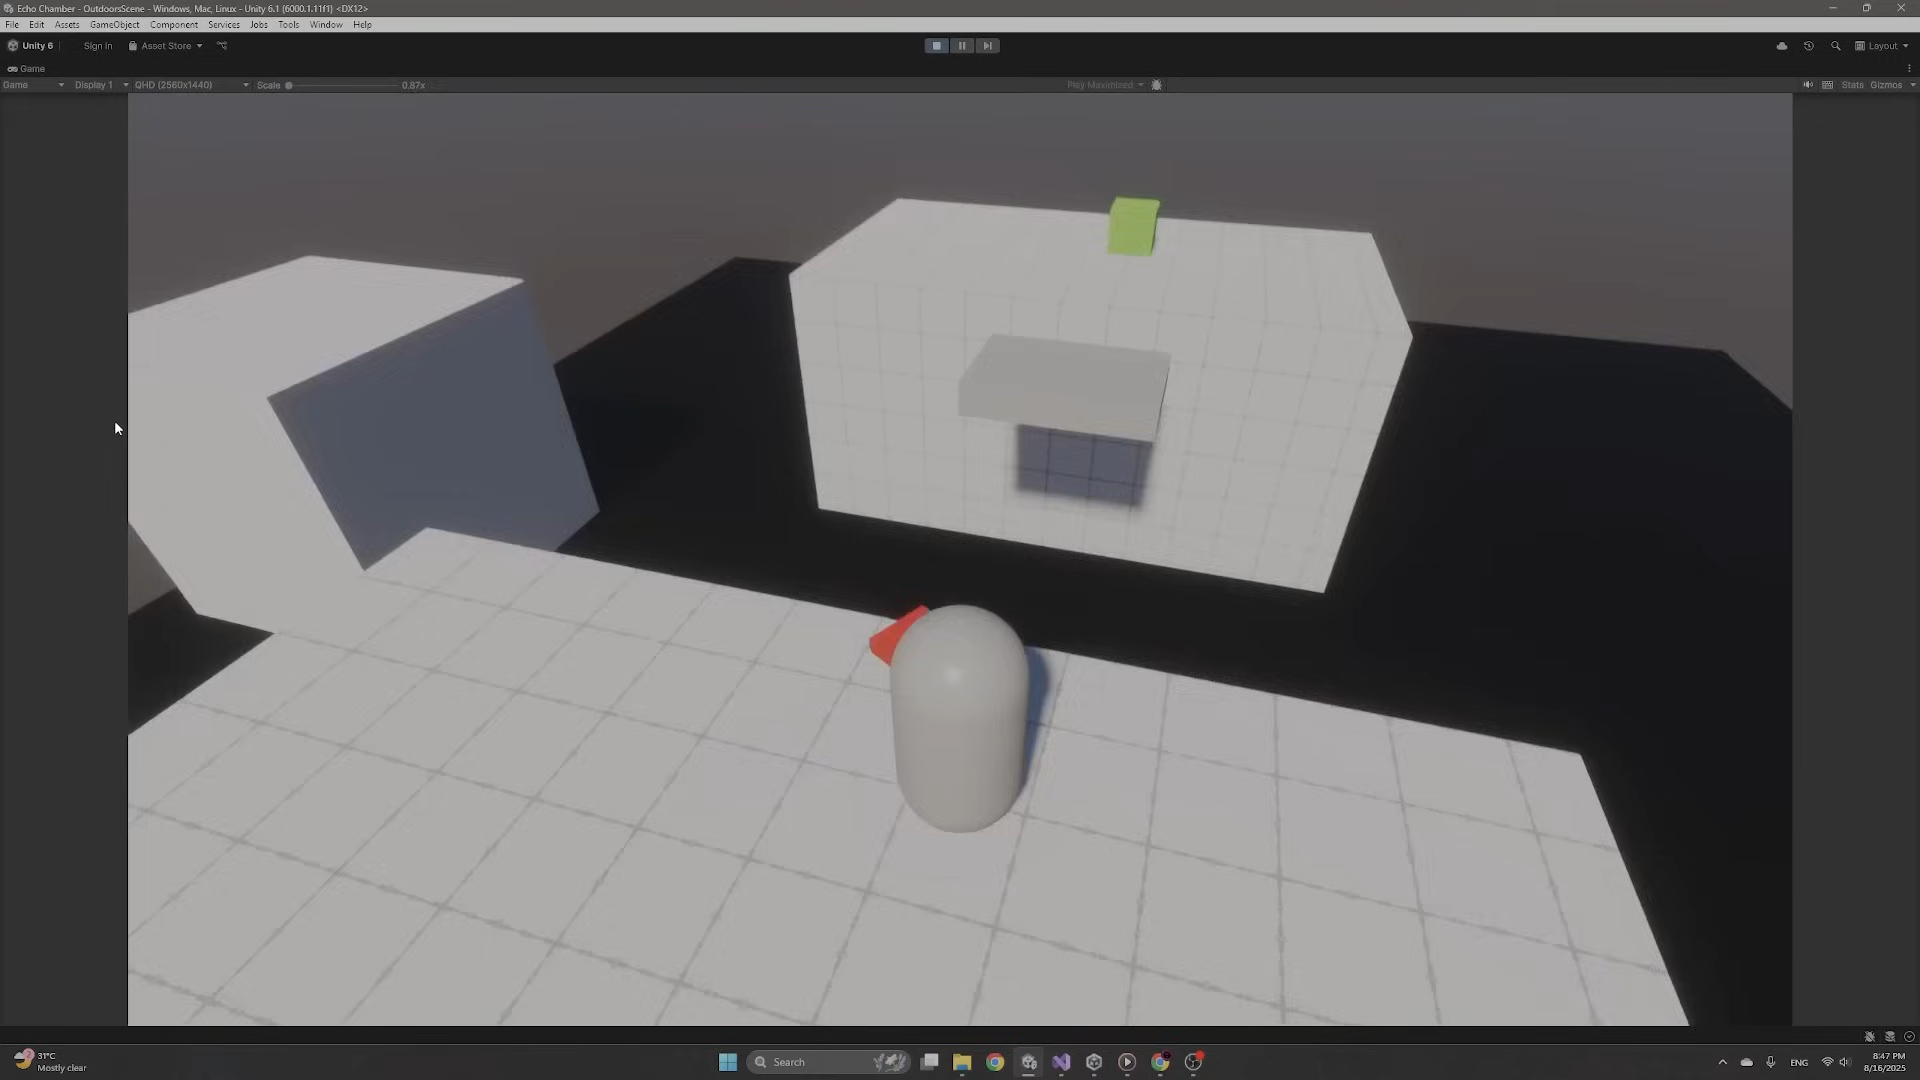 Echo Chamber - OutdoorsScene - Windows, Mac, Linux - Unity 6.1 (6000.1.11f1) <DX12>
File Edit Assets GameObject Component Services Jobs Tools Window Help
Unity 6 Sign in Asset Store Layout
Game
Game Display 1 QHD (2560x1440) Scale 0.87x Play Maximized Stats Gizmos
31°C
Mostly clear
Search
ENG
8:47 PM
8/16/2025